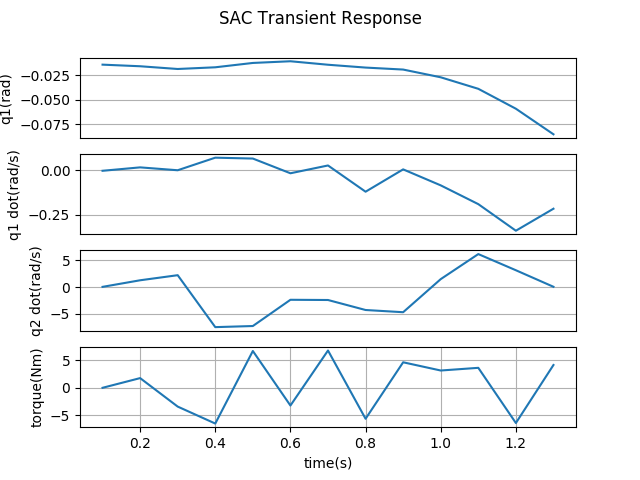 SAC Transient Response
q1(rad)
−0.025
−0.050
−0.075
q1 dot(rad/s)
0.00
−0.25
q2 dot(rad/s)
5
0
−5
torque(Nm)
5
0
−5
0.2 0.4 0.6 0.8 1.0 1.2
time(s)